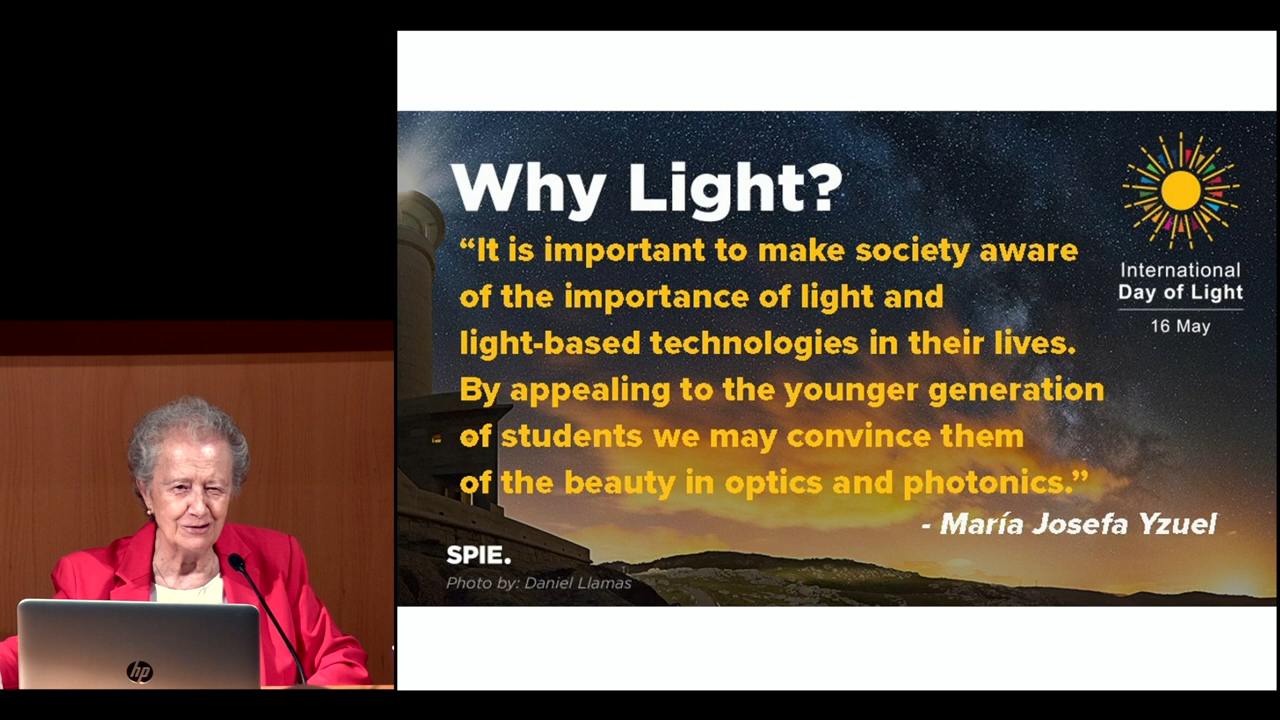 Why Light?
“It is important to make society aware
of the importance of light and
light-based technologies in their lives.
By appealing to the younger generation
of students we may convince them
of the beauty in optics and photonics.”
- María Josefa Yzuel
SPIE.
Photo by: Daniel Llamas
International
Day of Light
16 May
hp